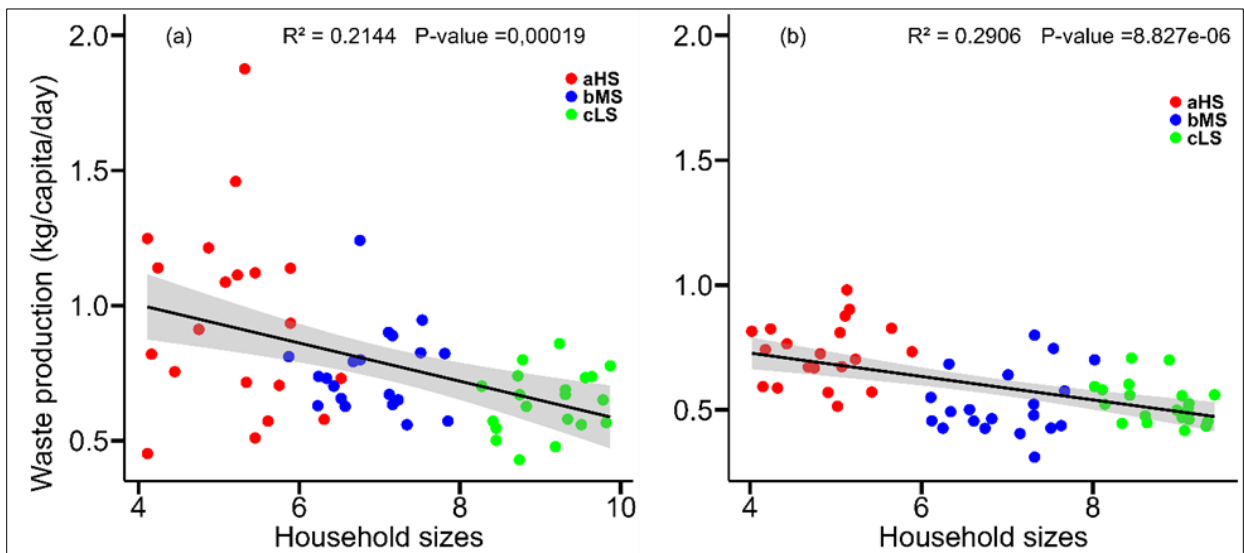 (a) R² = 0.2144 P-value =0,00019
aHS
bMS
cLS
2.0
1.5
1.0
0.5
Waste production (kg/capita/day)
4 6 8 10
Household sizes
(b) R² = 0.2906 P-value =8.827e-06
aHS
bMS
cLS
2.0
1.5
1.0
0.5
4 6 8
Household sizes